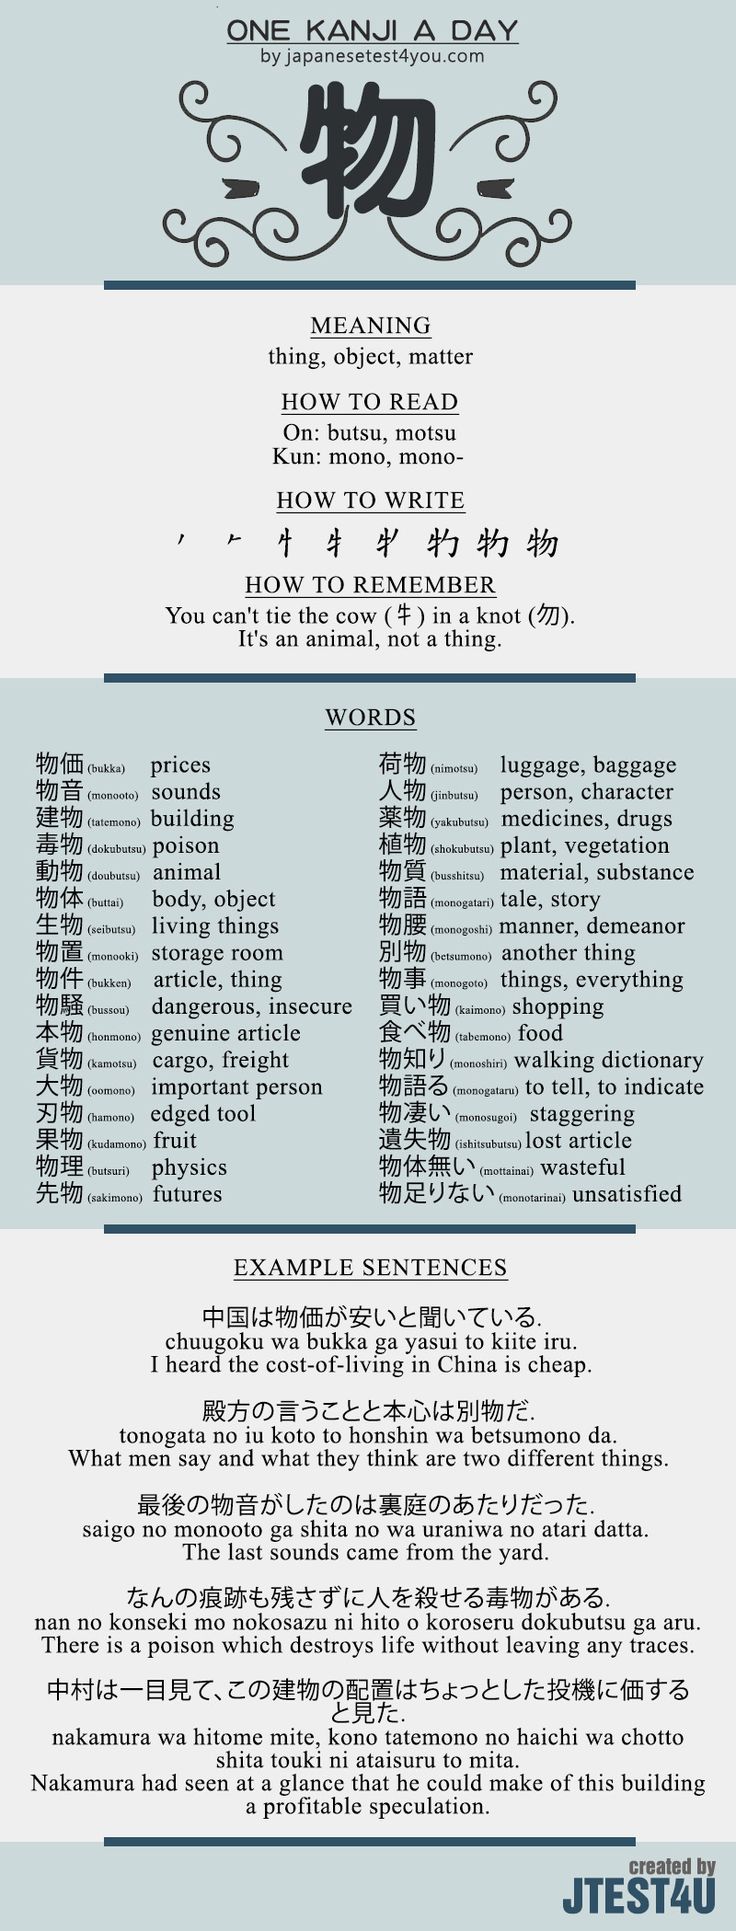 ONE KANJI A DAY
by japanesetest4you.com
物
MEANING
thing, object, matter
HOW TO READ
On: butsu, motsu
Kun: mono, mono-
HOW TO WRITE
物
HOW TO REMEMBER
You can't tie the cow (牜) in a knot (勿).
It's an animal, not a thing.
WORDS
物価 (bukka) prices
物音 (monooto) sounds
建物 (tatemono) building
毒物 (dokubutsu) poison
動物 (doubutsu) animal
物体 (buttai) body, object
生物 (seibutsu) living things
物置 (monooki) storage room
物件 (bukken) article, thing
物騒 (bussou) dangerous, insecure
本物 (honmono) genuine article
貨物 (kamotsu) cargo, freight
大物 (oomono) important person
刃物 (hamono) edged tool
果物 (kudamono) fruit
物理 (butsuri) physics
先物 (sakimono) futures
荷物 (nimotsu) luggage, baggage
人物 (jinbutsu) person, character
薬物 (yakubutsu) medicines, drugs
植物 (shokubutsu) plant, vegetation
物質 (busshitsu) material, substance
物語 (monogatari) tale, story
物腰 (monogoshi) manner, demeanor
別物 (betsumono) another thing
物事 (monogoto) things, everything
買い物 (kaimono) shopping
食べ物 (tabemono) food
物知り (monoshiri) walking dictionary
物語る (monogataru) to tell, to indicate
物凄い (monosugoi) staggering
遺失物 (ishitsubutsu) lost article
物体無い (mottainai) wasteful
物足りない (monotarinai) unsatisfied
EXAMPLE SENTENCES
中国は物価が安いと聞いている.
chuugoku wa bukka ga yasui to kiite iru.
I heard the cost-of-living in China is cheap.
殿方の言うことと本心は別物だ.
tonogata no iu koto to honshin wa betsumono da.
What men say and what they think are two different things.
最後の物音がしたのは裏庭のあたりだった.
saigo no monooto ga shita no wa uraniwa no atari datta.
The last sounds came from the yard.
なんの痕跡も残さずに人を殺せる毒物がある.
nan no konseki mo nokosazu ni hito o koroseru dokubutsu ga aru.
There is a poison which destroys life without leaving any traces.
中村は一目見て、この建物の配置はちょっとした投機に価する
と見た.
nakamura wa hitome mite, kono tatemono no haichi wa chotto
shita touki ni ataisuru to mita.
Nakamura had seen at a glance that he could make of this building
a profitable speculation.
created by
JTEST4U